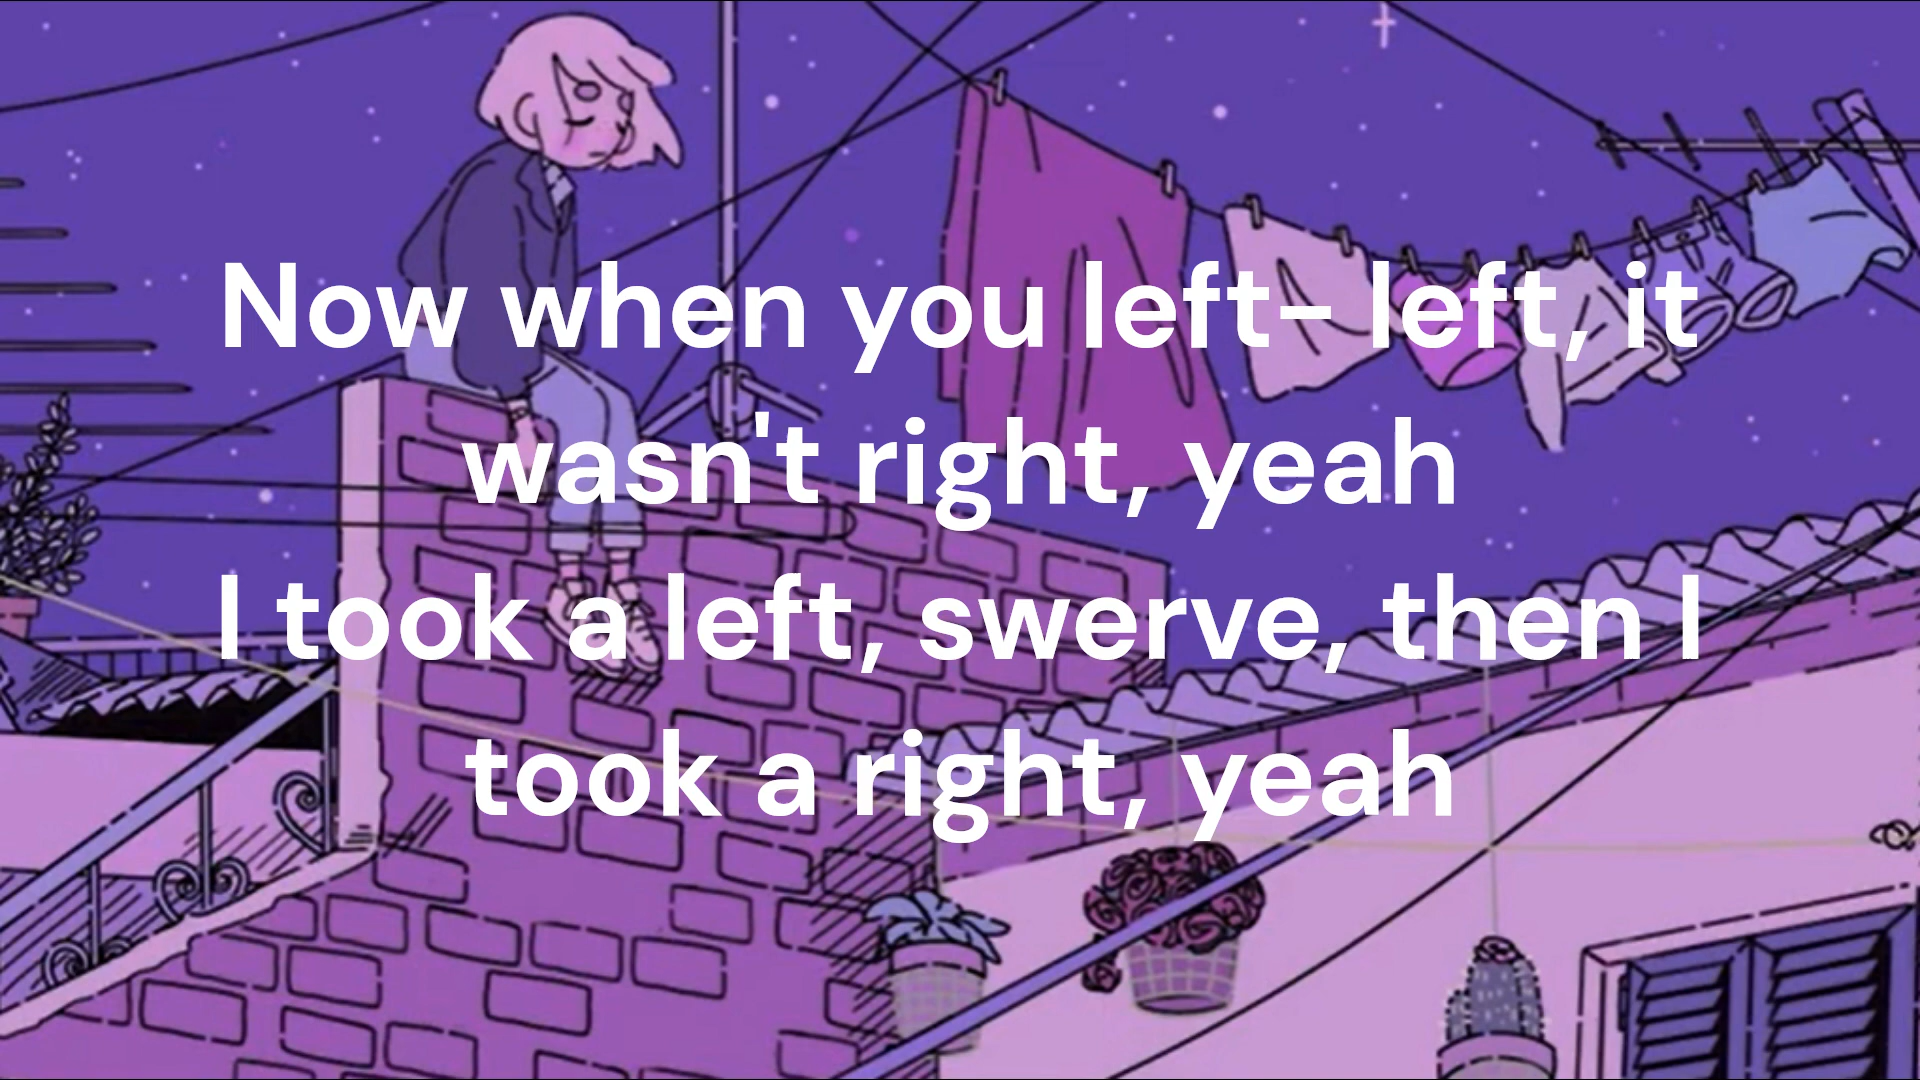 Now when you left- left, it
wasn't right, yeah
I took a left, swerve, then I
took a right, yeah